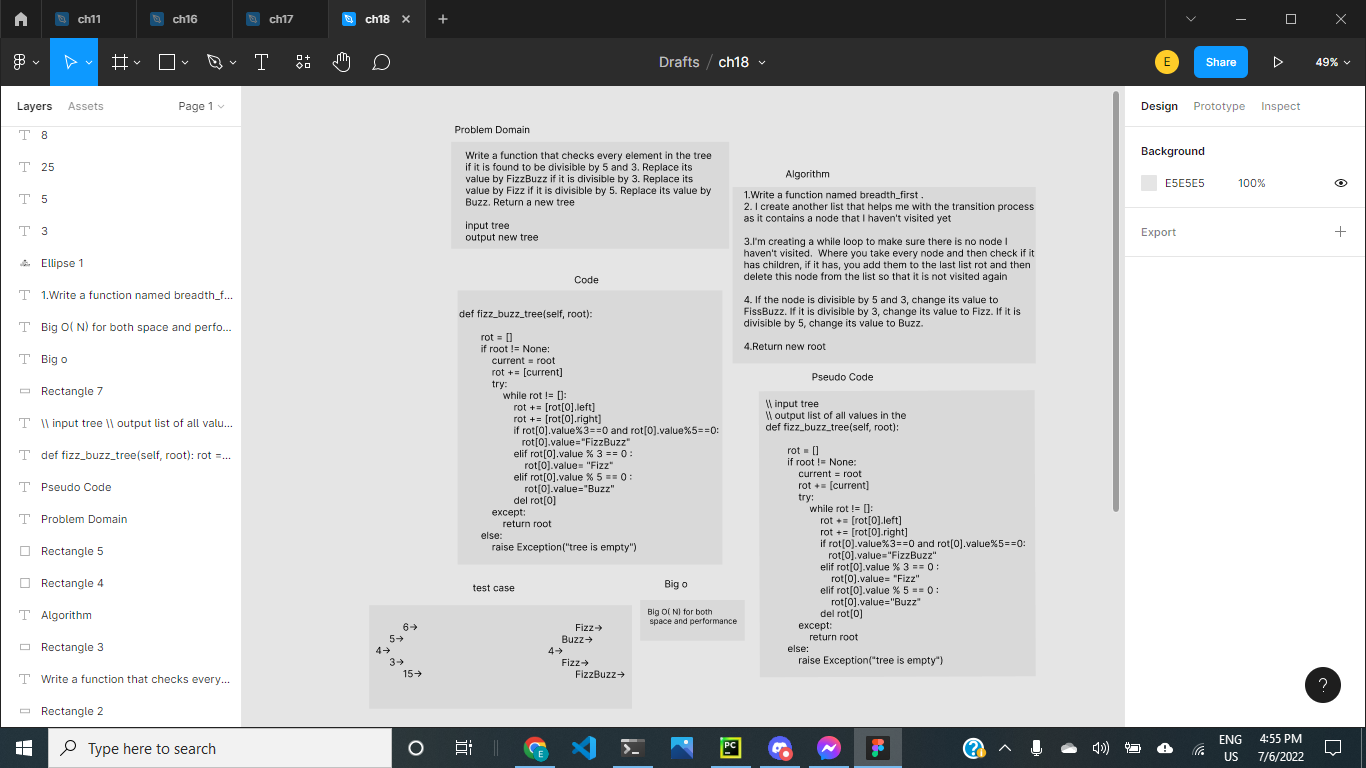 ch11
ch16
ch17
ch18
Drafts / ch18
E
Share
49%
Layers
Assets
Page 1
8
25
5
3
Ellipse 1
1.Write a function named breadth_f...
Big O( N) for both space and perfo...
Big o
Rectangle 7
\\ input tree \\ output list of all valu...
def fizz_buzz_tree(self, root): rot =...
Pseudo Code
Problem Domain
Rectangle 5
Rectangle 4
Algorithm
Rectangle 3
Write a function that checks every...
Rectangle 2
Problem Domain
Write a function that checks every element in the tree
if it is found to be divisible by 5 and 3. Replace its
value by FizzBuzz if it is divisible by 3. Replace its
value by Fizz if it is divisible by 5. Replace its value by
Buzz. Return a new tree
input tree
output new tree
Code
def fizz_buzz_tree(self, root):
rot = []
if root != None:
current = root
rot += [current]
try:
while rot != []:
rot += [rot[0].left]
rot += [rot[0].right]
if rot[0].value%3==0 and rot[0].value%5==0:
rot[0].value="FizzBuzz"
elif rot[0].value % 3 == 0 :
rot[0].value= "Fizz"
elif rot[0].value % 5 == 0 :
rot[0].value="Buzz"
del rot[0]
except:
return root
else:
raise Exception("tree is empty")
test case
6->
5->
4->
3->
15->
Fizz->
Buzz->
4->
Fizz->
FizzBuzz->
Big o
Big O( N) for both
space and performance
Algorithm
1.Write a function named breadth_first .
2. I create another list that helps me with the transition process
as it contains a node that I haven't visited yet
3.I'm creating a while loop to make sure there is no node I
haven't visited. Where you take every node and then check if it
has children, if it has, you add them to the last list rot and then
delete this node from the list so that it is not visited again
4. If the node is divisible by 5 and 3, change its value to
FissBuzz. If it is divisible by 3, change its value to Fizz. If it is
divisible by 5, change its value to Buzz.
4.Return new root
Pseudo Code
\\ input tree
\\ output list of all values in the
def fizz_buzz_tree(self, root):
rot = []
if root != None:
current = root
rot += [current]
try:
while rot != []:
rot += [rot[0].left]
rot += [rot[0].right]
if rot[0].value%3==0 and rot[0].value%5==0:
rot[0].value="FizzBuzz"
elif rot[0].value % 3 == 0 :
rot[0].value= "Fizz"
elif rot[0].value % 5 == 0 :
rot[0].value="Buzz"
del rot[0]
except:
return root
else:
raise Exception("tree is empty")
Design
Prototype
Inspect
Background
E5E5E5
100%
Export
?
Type here to search
E
PC
ENG
US
4:55 PM
7/6/2022